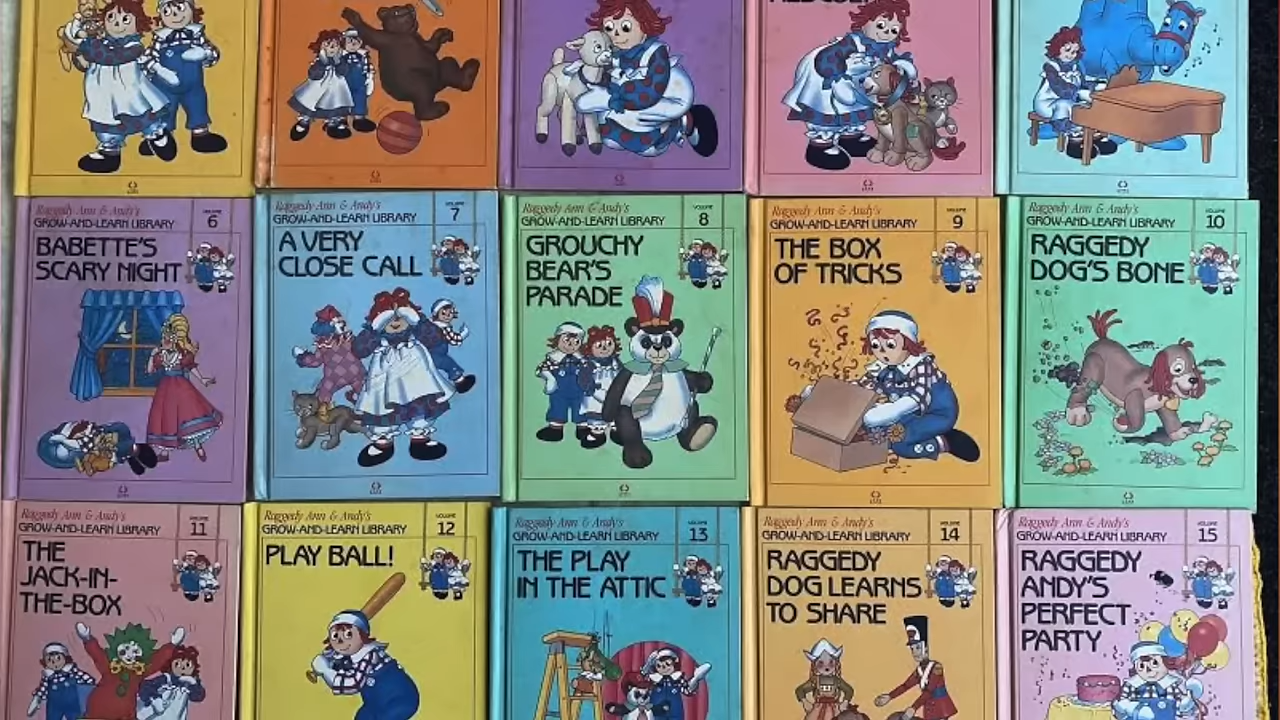 Raggedy Ann & Andy's
GROW-AND-LEARN LIBRARY
VOLUME
6
BABETTE'S
SCARY NIGHT
Raggedy Ann & Andy's
GROW-AND-LEARN LIBRARY
VOLUME
7
A VERY
CLOSE CALL
Raggedy Ann & Andy's
GROW-AND-LEARN LIBRARY
VOLUME
8
GROUCHY
BEAR'S
PARADE
Raggedy Ann & Andy's
GROW-AND-LEARN LIBRARY
VOLUME
9
THE BOX
OF TRICKS
Raggedy Ann & Andy's
GROW-AND-LEARN LIBRARY
VOLUME
10
RAGGEDY
DOG'S BONE
Raggedy Ann & Andy's
GROW-AND-LEARN LIBRARY
VOLUME
11
THE
JACK-IN-
THE-BOX
Raggedy Ann & Andy's
GROW-AND-LEARN LIBRARY
VOLUME
12
PLAY BALL!
Raggedy Ann & Andy's
GROW-AND-LEARN LIBRARY
VOLUME
13
THE PLAY
IN THE ATTIC
Raggedy Ann & Andy's
GROW-AND-LEARN LIBRARY
VOLUME
14
RAGGEDY
DOG LEARNS
TO SHARE
Raggedy Ann & Andy's
GROW-AND-LEARN LIBRARY
VOLUME
15
RAGGEDY
ANDY'S
PERFECT
PARTY